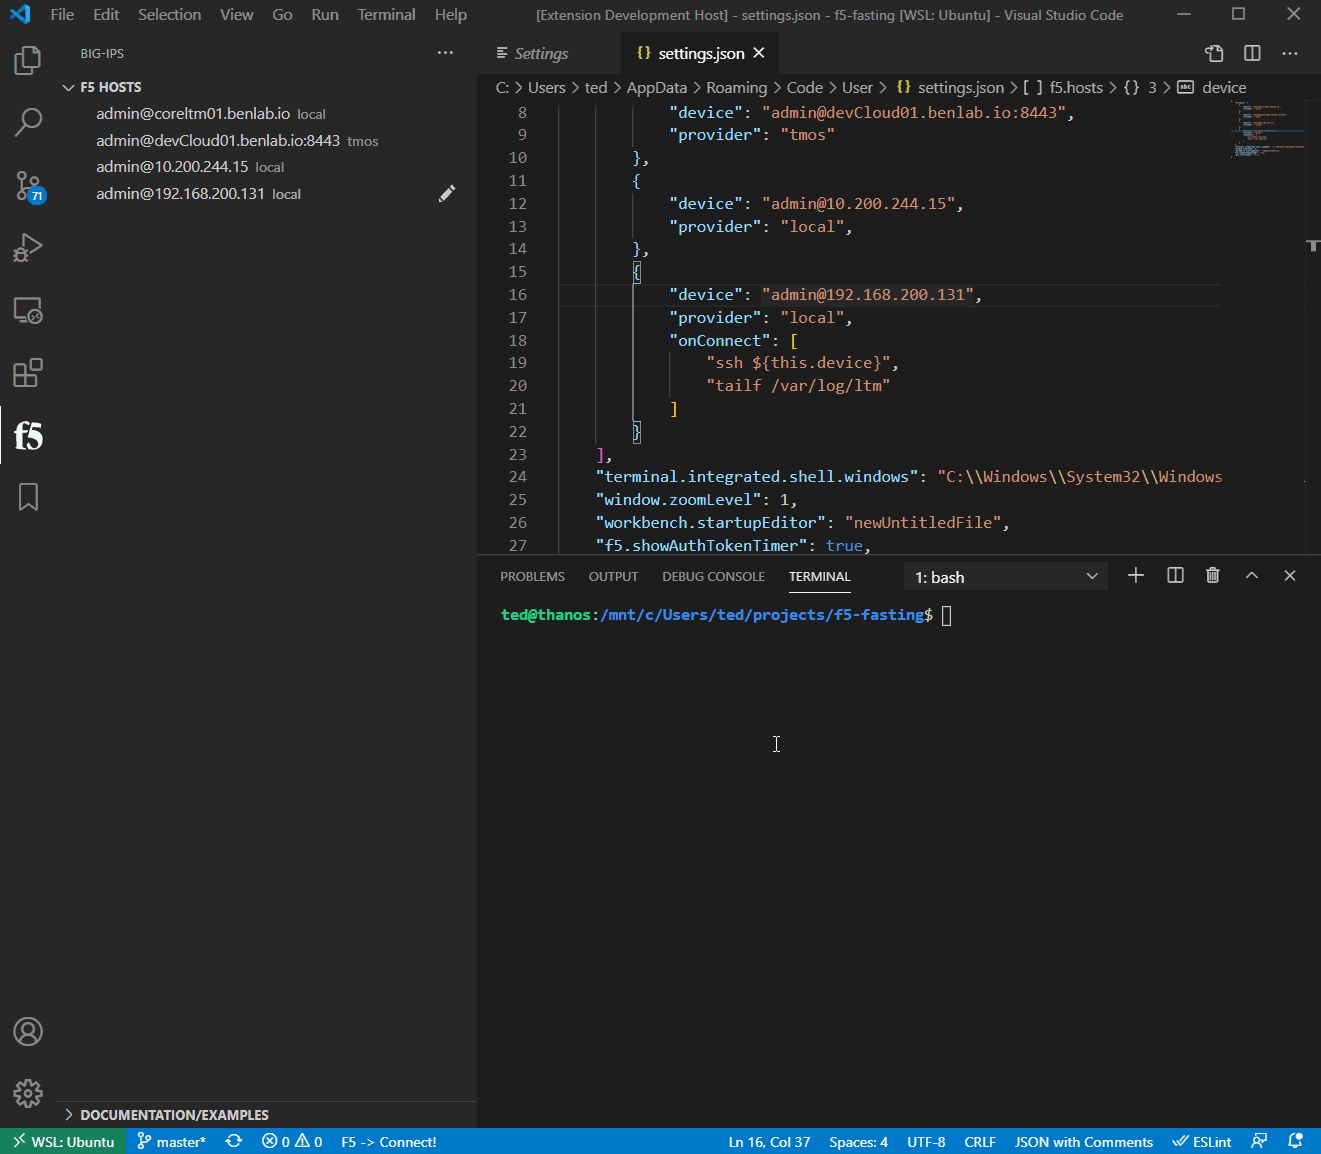 File Edit Selection View Go Run Terminal Help
[Extension Development Host] - settings.json - f5-fasting [WSL: Ubuntu] - Visual Studio Code
BIG-IPS
F5 HOSTS
admin@coreltm01.benlab.io local
admin@devCloud01.benlab.io:8443 tmos
admin@10.200.244.15 local
admin@192.168.200.131 local
71
f5
DOCUMENTATION/EXAMPLES
Settings
{} settings.json
C: > Users > ted > AppData > Roaming > Code > User > {} settings.json > [ ] f5.hosts > {} 3 > abc device
8 "device": "admin@devCloud01.benlab.io:8443",
9 "provider": "tmos"
10 },
11 {
12 "device": "admin@10.200.244.15",
13 "provider": "local",
14 },
15 {
16 "device": "admin@192.168.200.131",
17 "provider": "local",
18 "onConnect": [
19 "ssh ${this.device}",
20 "tailf /var/log/ltm"
21 ]
22 }
23 ],
24 "terminal.integrated.shell.windows": "C:\\Windows\\System32\\Windows
25 "window.zoomLevel": 1,
26 "workbench.startupEditor": "newUntitledFile",
27 "f5.showAuthTokenTimer": true,
PROBLEMS OUTPUT DEBUG CONSOLE TERMINAL 1: bash
ted@thanos:/mnt/c/Users/ted/projects/f5-fasting$
WSL: Ubuntu master* 0 0 F5 -> Connect! Ln 16, Col 37 Spaces: 4 UTF-8 CRLF JSON with Comments ESLint